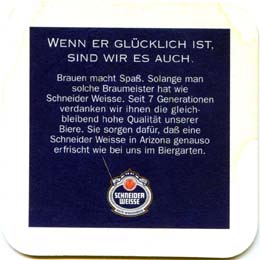 WENN ER GLÜCKLICH IST,
SIND WIR ES AUCH.
Brauen macht Spaß. Solange man
solche Braumeister hat wie
Schneider Weisse. Seit 7 Generationen
verdanken wir ihnen die gleich-
bleibend hohe Qualität unserer
Biere. Sie sorgen dafür, daß eine
Schneider Weisse in Arizona genauso
erfrischt wie bei uns im Biergarten.
SCHNEIDER
WEISSE